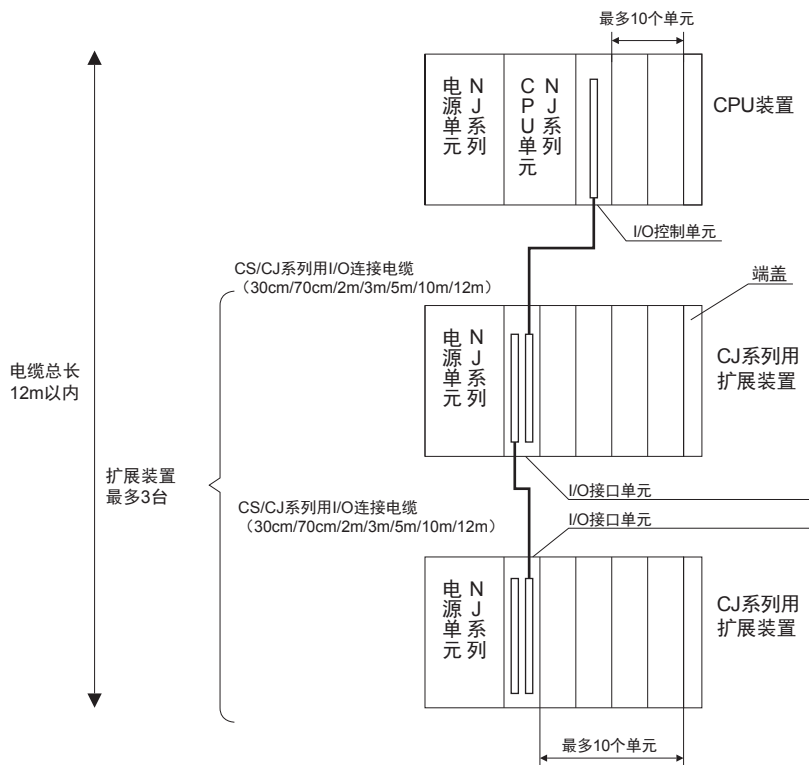 最多10个单元
NJ系列
电源单元
NJ系列
CPU单元
CPU装置
I/O控制单元
CS/CJ系列用I/O连接电缆
（30cm/70cm/2m/3m/5m/10m/12m）
端盖
NJ系列
电源单元
CJ系列用
扩展装置
电缆总长
12m以内
扩展装置
最多3台
I/O接口单元
CS/CJ系列用I/O连接电缆
（30cm/70cm/2m/3m/5m/10m/12m）
I/O接口单元
NJ系列
电源单元
CJ系列用
扩展装置
最多10个单元